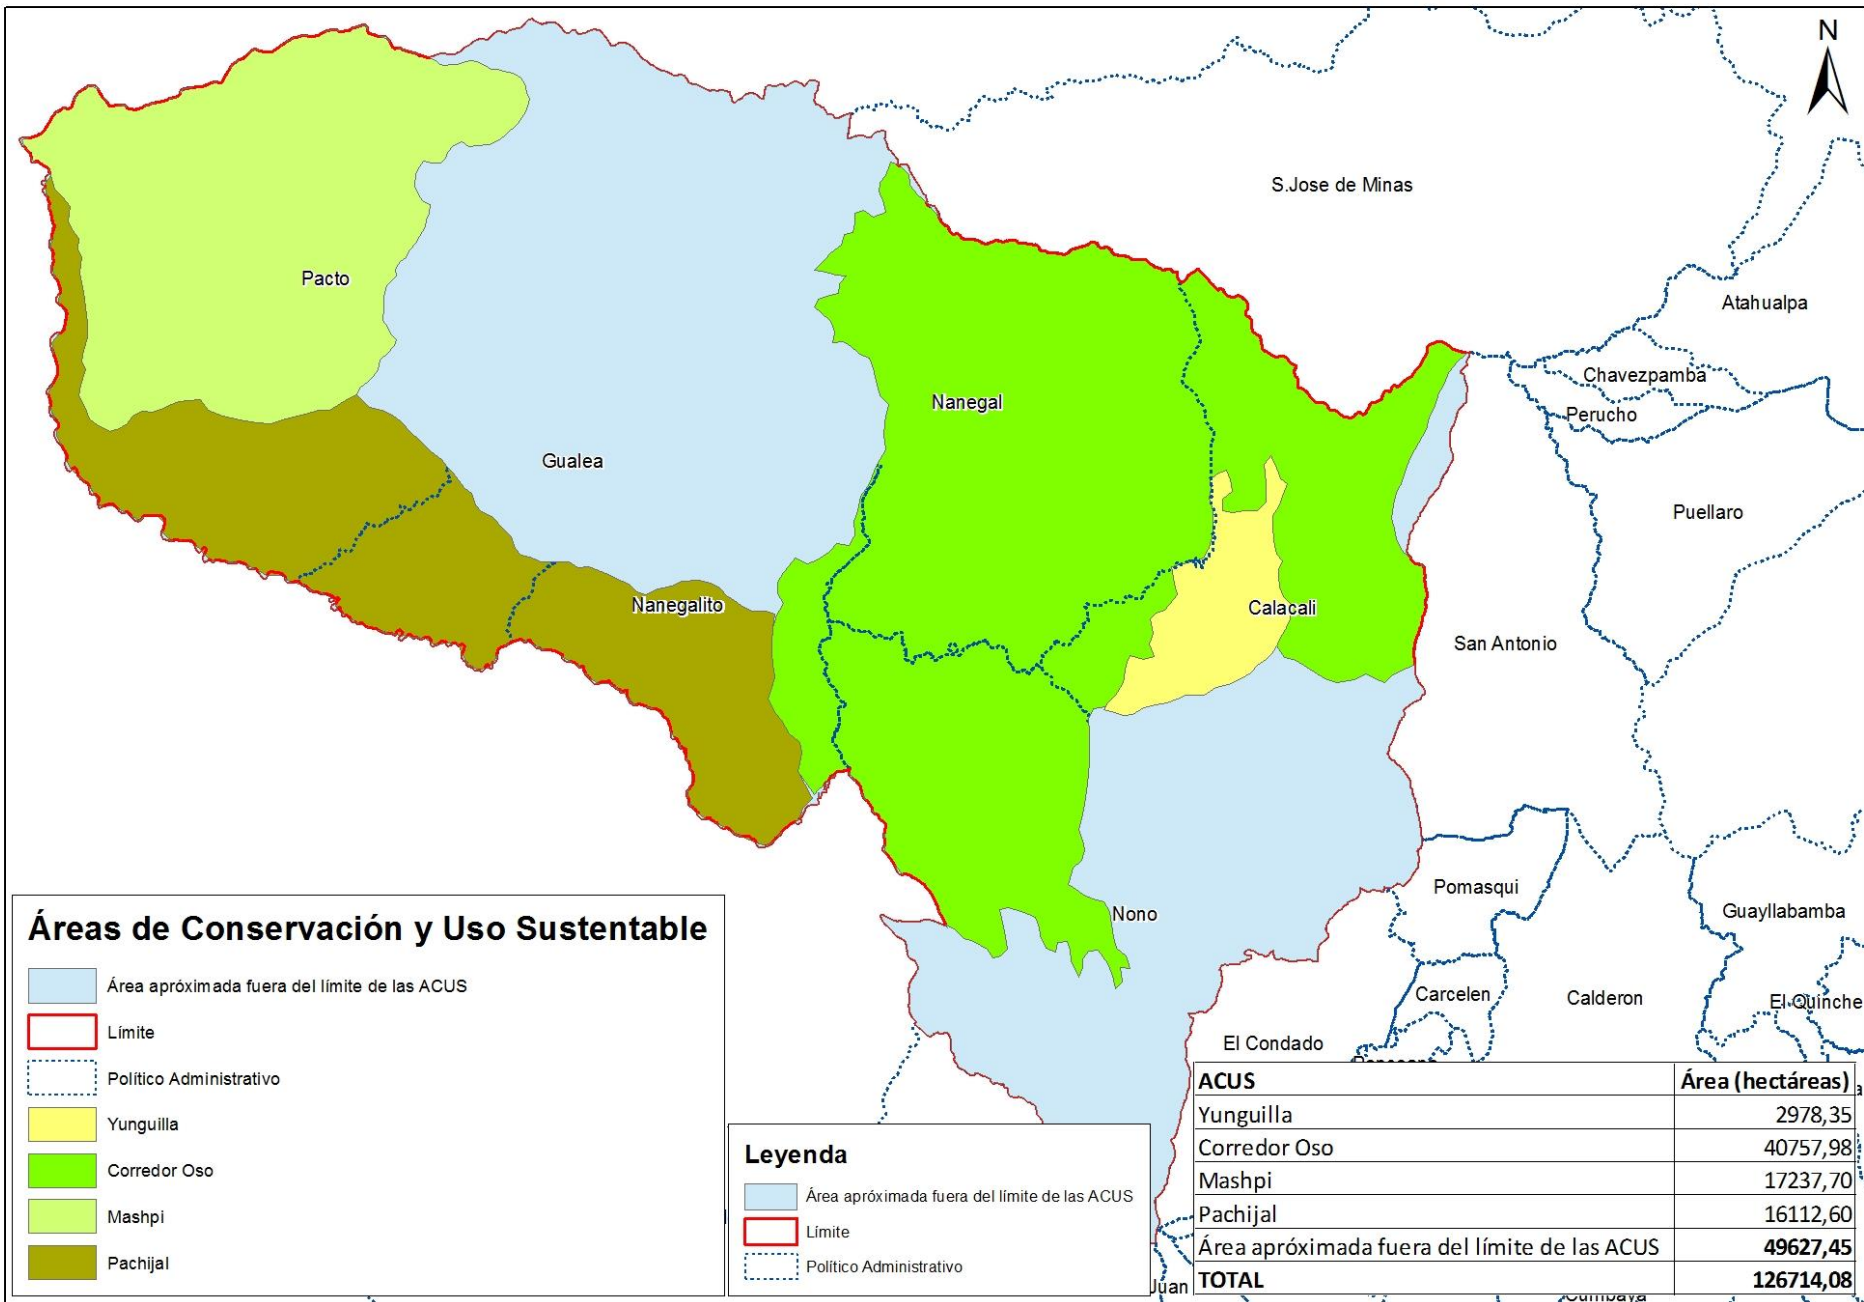 N
S.Jose de Minas
Pacto
Atahualpa
Chavezpamba
Nanegal
Perucho
Gualea
Puellaro
Nanegalito
Calacali
San Antonio
Pomasqui
Nono
Guayllabamba
Carcelen
Calderon
El Quinche
El Condado
Áreas de Conservación y Uso Sustentable
Área apróximada fuera del límite de las ACUS
Límite
Político Administrativo
Yunguilla
Corredor Oso
Mashpi
Pachijal
Leyenda
Área apróximada fuera del límite de las ACUS
Límite
Político Administrativo
Juan
ACUS Área (hectáreas)
Yunguilla 2978,35
Corredor Oso 40757,98
Mashpi 17237,70
Pachijal 16112,60
Área apróximada fuera del límite de las ACUS 49627,45
TOTAL 126714,08